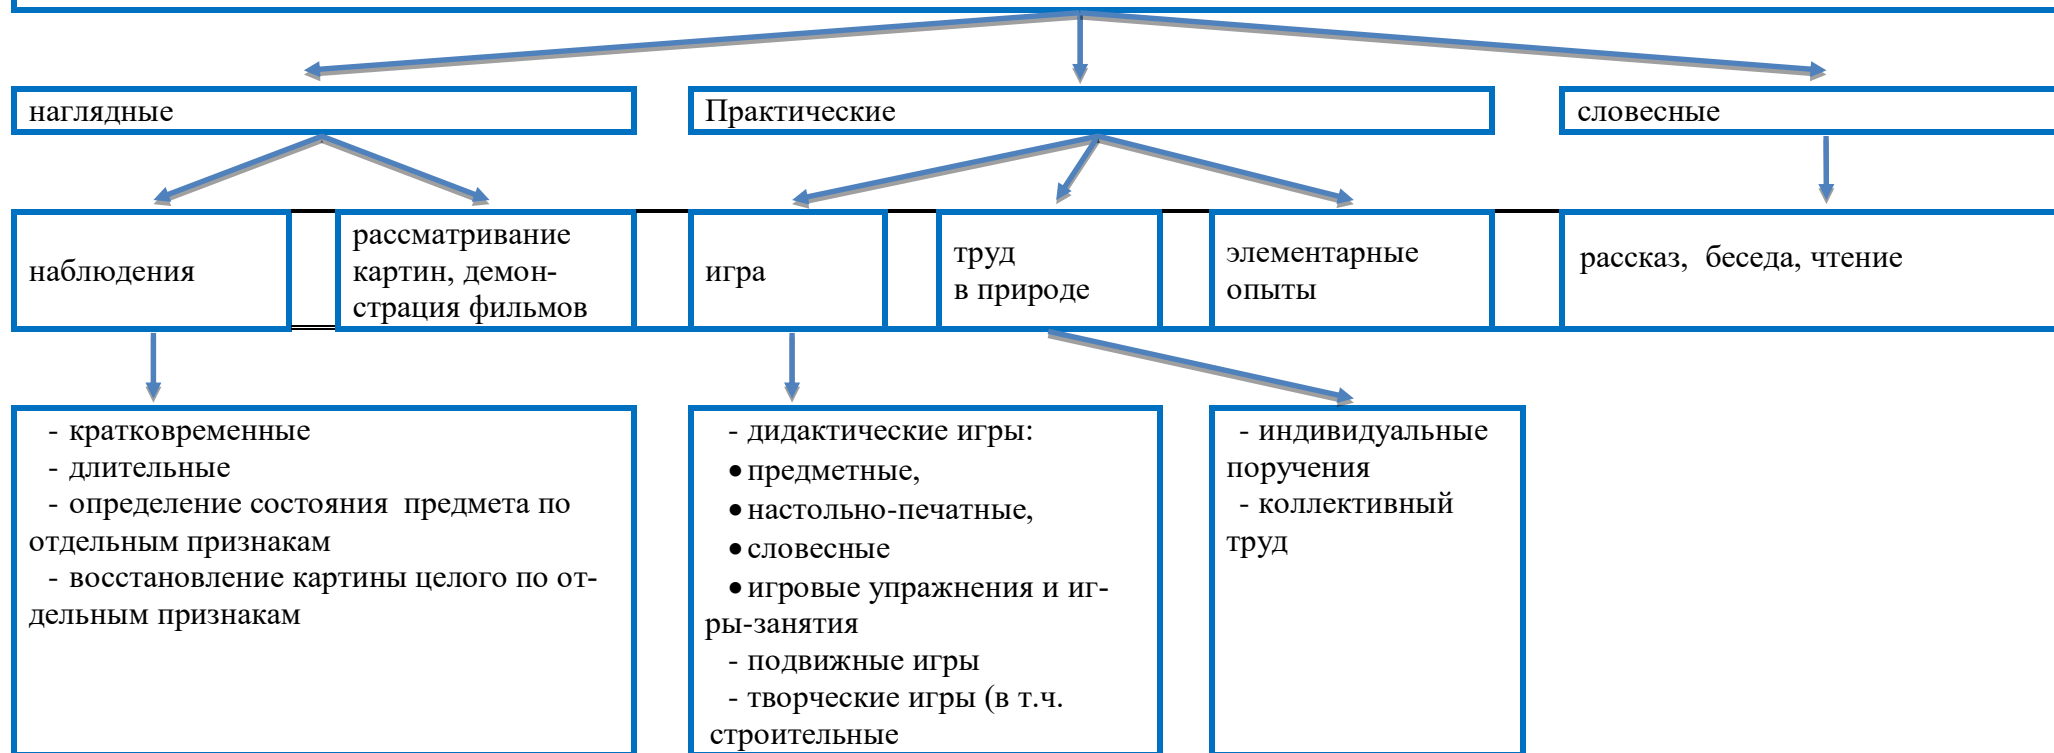 наглядные
Практические
словесные
наблюдения
рассматривание
картин, демон-
страция фильмов
игра
труд
в природе
элементарные
опыты
рассказ,  беседа, чтение
- кратковременные
- длительные
- определение состояния  предмета по
отдельным признакам
- восстановление картины целого по от-
дельным признакам
- дидактические игры:
• предметные,
• настольно-печатные,
• словесные
• игровые упражнения и иг-
ры-занятия
- подвижные игры
- творческие игры (в т.ч.
строительные
- индивидуальные
поручения
- коллективный
труд